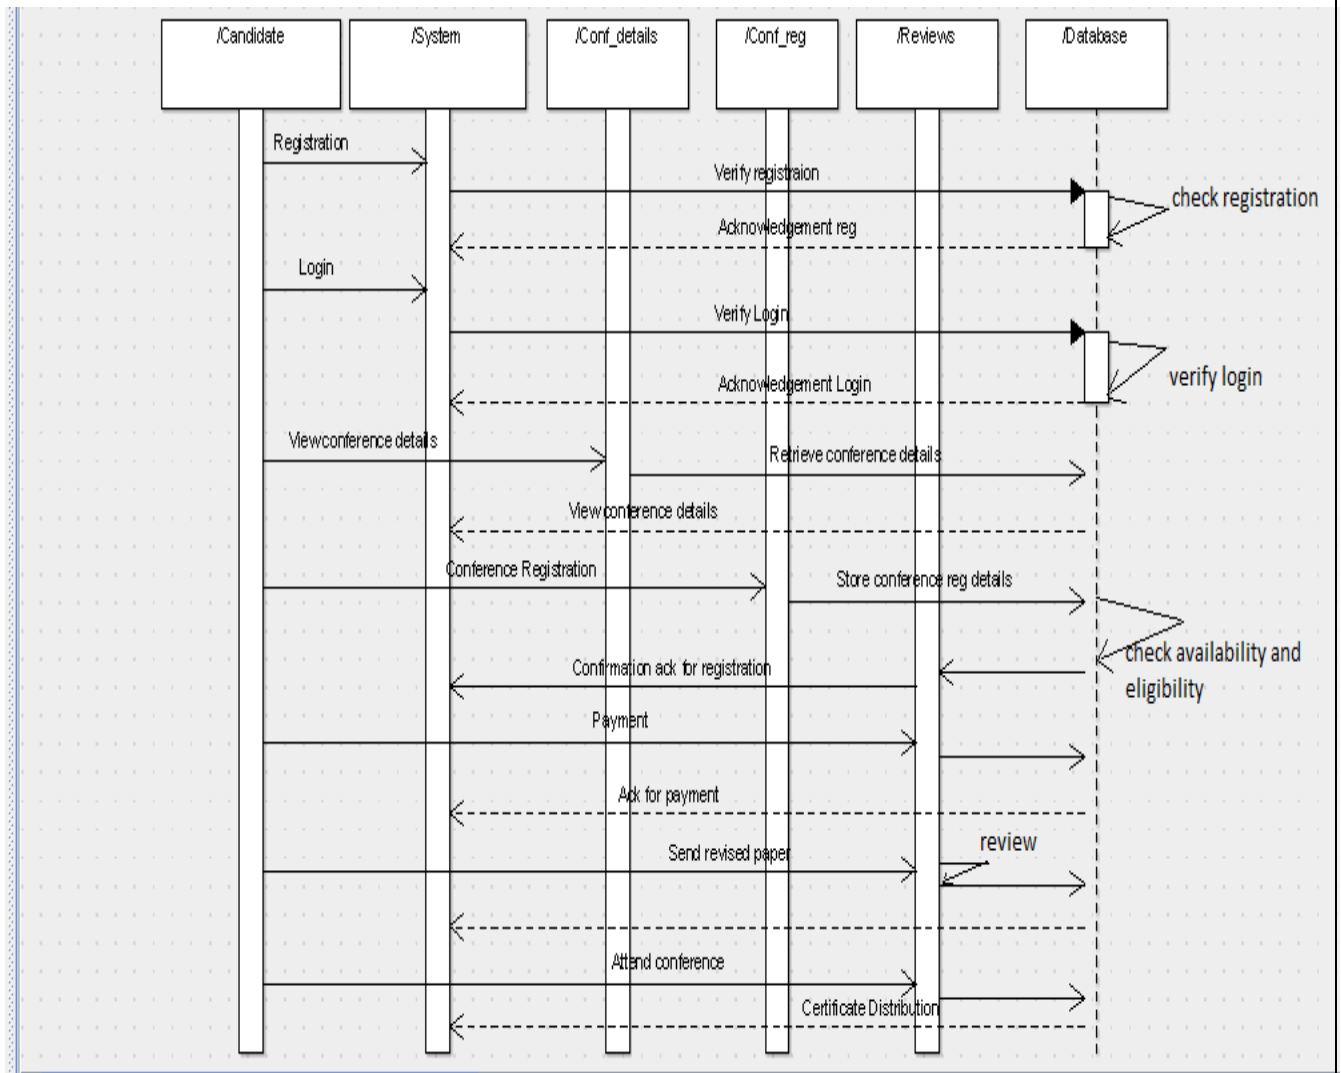 /Candidate
/System
/Conf_details
/Conf_reg
/Reviews
/Database
Registration
Verify registraion
check registration
Acknowledgement reg
Login
Verify Login
verify login
Acknowledgement Login
View conference details
Retrieve conference details
View conference details
Conference Registration
Store conference reg details
check availability and
eligibility
Confirmation ack for registration
Payment
Ack for payment
review
Send revised paper
Attend conference
Certificate Distribution